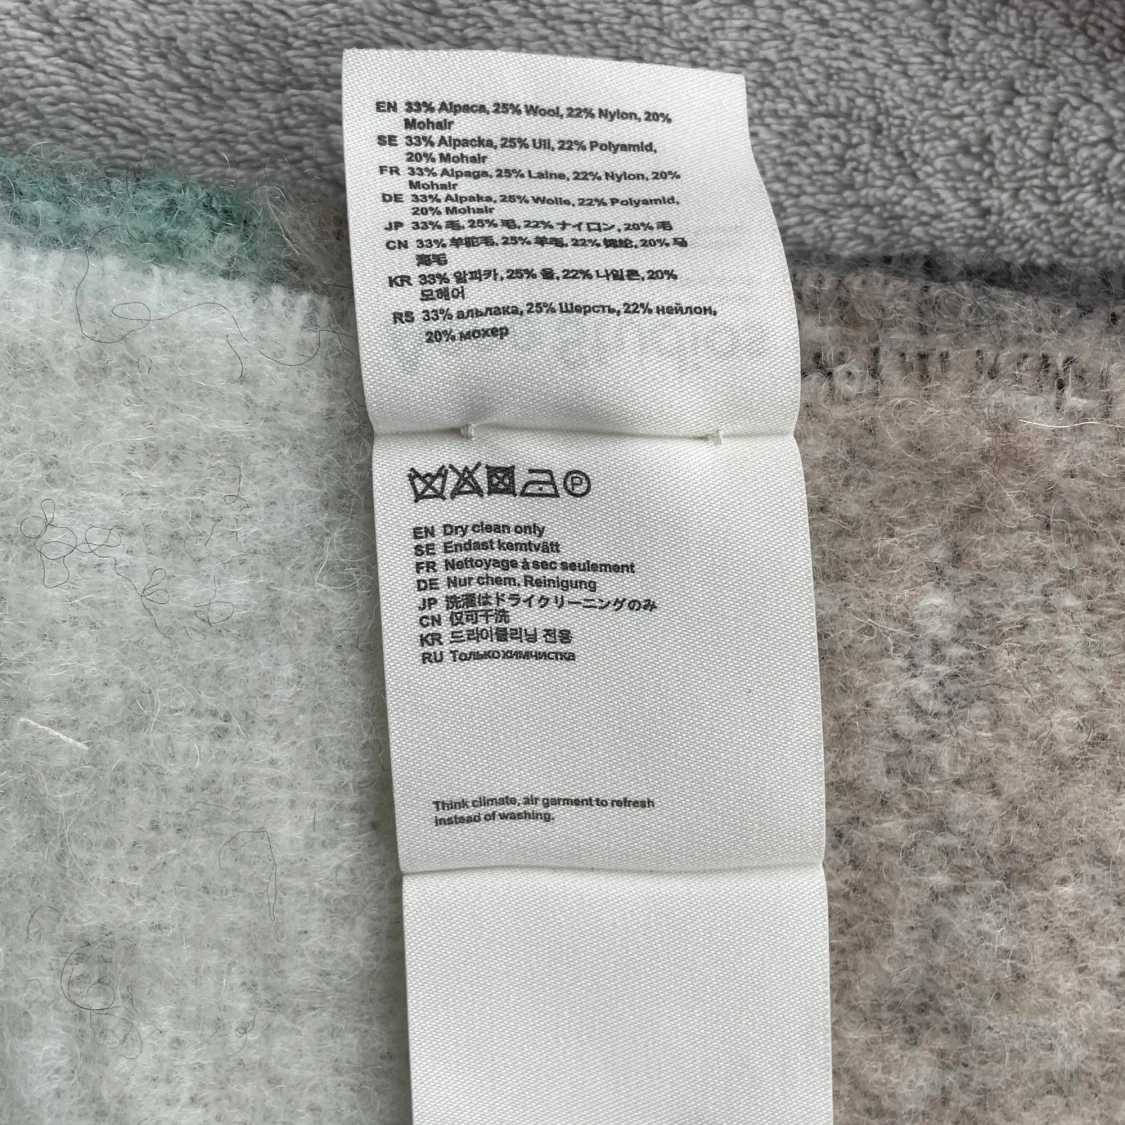 EN 33% Alpaca, 25% Wool, 22% Nylon, 20%
Mohair
SE 33% Alpacka, 25% Ull, 22% Polyamid,
20% Mohair
FR 33% Alpaga, 25% Laine, 22% Nylon, 20%
Mohair
DE 33% Alpaka, 25% Wolle, 22% Polyamid,
20% Mohair
JP 33% 毛, 25% 毛, 22% ナイロン, 20% 毛
CN 33% 羊驼毛, 25% 羊毛, 22% 锦纶, 20% 马
海毛
KR 33% 알파카, 25% 울, 22% 나일론, 20%
모헤어
RS 33% альпака, 25% Шерсть, 22% нейлон,
20% мохер
P
EN Dry clean only
SE Endast kemtvätt
FR Nettoyage à sec seulement
DE Nur chem. Reinigung
JP 洗濯はドライクリーニングのみ
CN 仅可干洗
KR 드라이클리닝 전용
RU Только химчистка
Think climate, air garment to refresh
instead of washing.